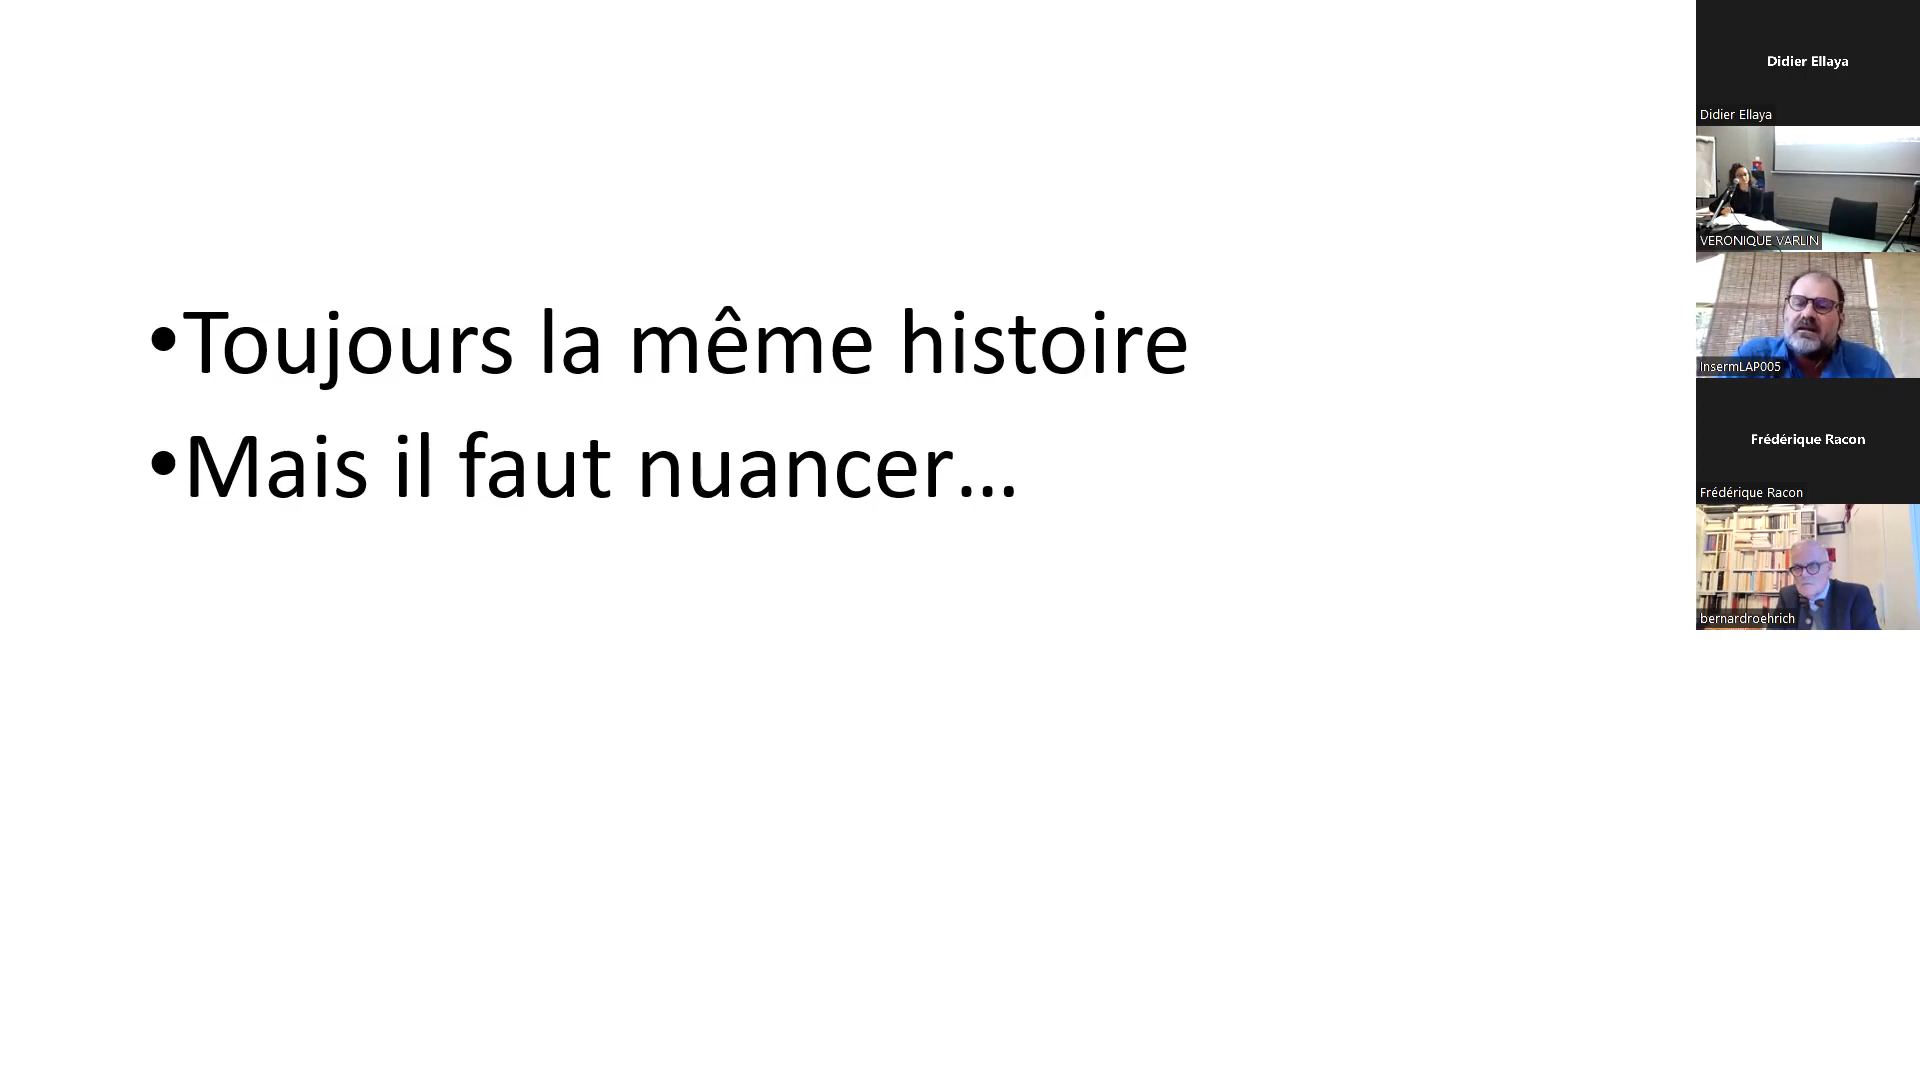 •Toujours la même histoire
•Mais il faut nuancer...
Didier Ellaya
Didier Ellaya
VERONIQUE VARLIN
InsermLAP005
Frédérique Racon
Frédérique Racon
bernardroehrich